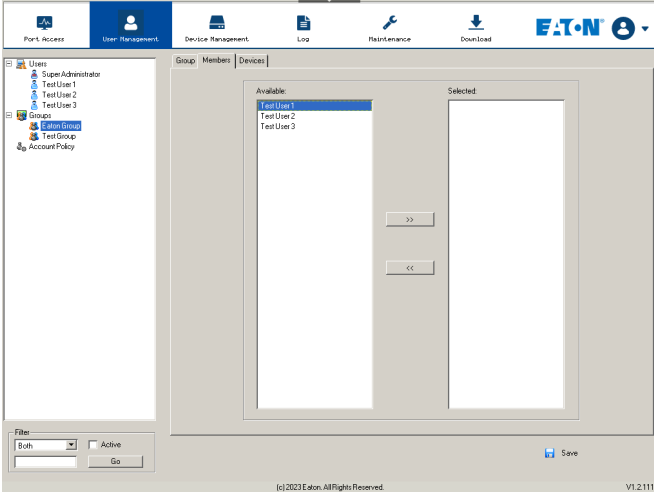 Port Access
User Management
Device Management
Log
Maintenance
Download
EATON
Users
Super Administrator
Test User 1
Test User 2
Test User 3
Groups
Eaton Group
Test Group
Account Policy
Group
Members
Devices
Available:
Selected:
Test User 1
Test User 2
Test User 3
>>
<<
Filter
Both
Active
Go
Save
(c) 2023 Eaton. All Rights Reserved.
V1.2.111